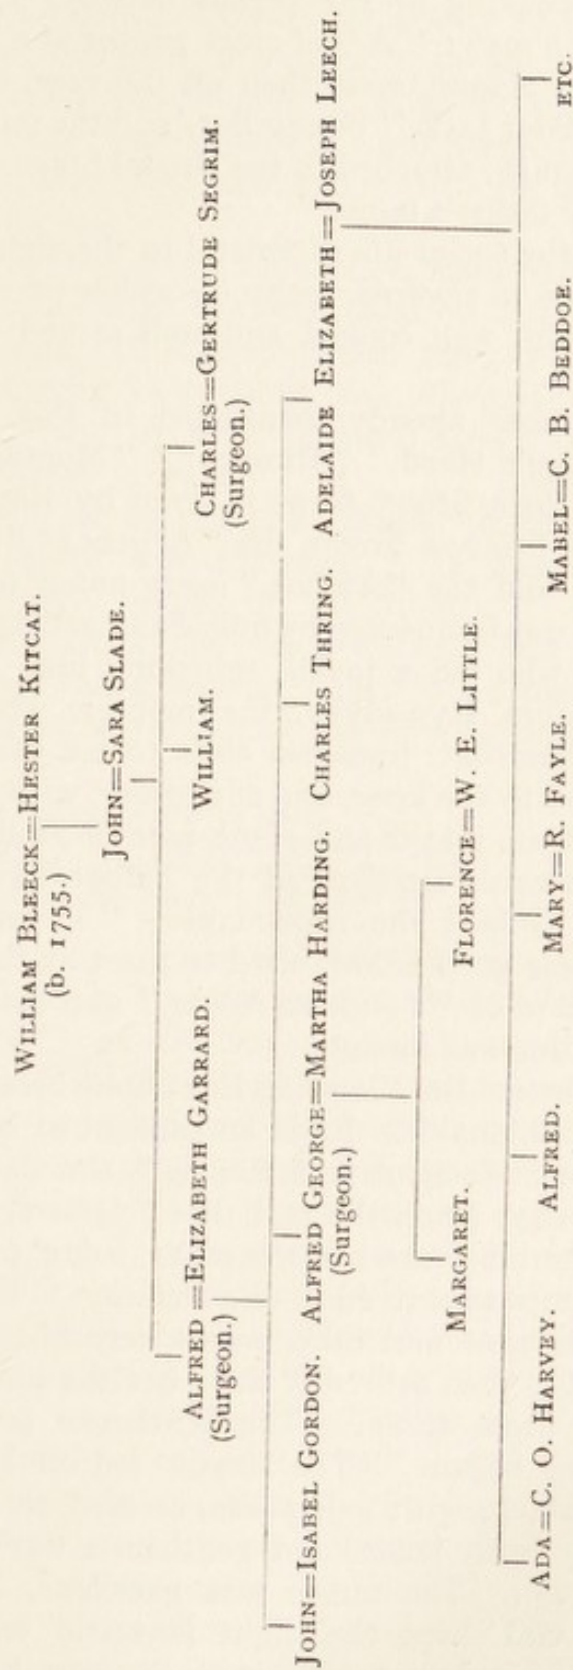 WILLIAM BLEECK=HESTER KITCAT.
(b. 1755.)
JOHN=SARA SLADE.
ALFRED=ELIZABETH GARRARD. WILLIAM. CHARLES=GERTRUDE SEGRIM.
(Surgeon.) (Surgeon.)
JOHN=ISABEL GORDON. ALFRED GEORGE=MARTHA HARDING. CHARLES THRING. ADELAIDE ELIZABETH=JOSEPH LEECH.
(Surgeon.)
MARGARET. FLORENCE=W. E. LITTLE.
ADA=C. O. HARVEY. ALFRED. MARY=R. FAYLE. MABEL=C. B. BEDDOE. ETC.